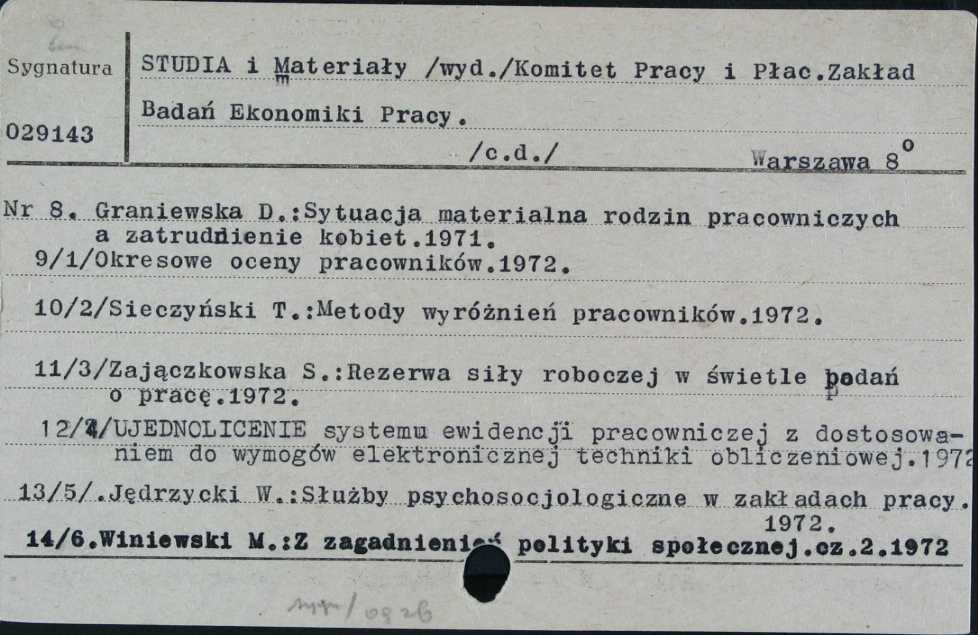 Sygnatura
029143
STUDIA i Materiały /wyd./Komitet Pracy i Płac.Zakład
Badań Ekonomiki Pracy.
/c.d./ Warszawa 8°
Nr 8. Graniewska D.:Sytuacja materialna rodzin pracowniczych
a zatrudnienie kobiet.1971.
9/1/Okresowe oceny pracowników.1972.
10/2/Sieczyński T.:Metody wyróżnień pracowników.1972.
11/3/Zajączkowska S.:Rezerwa siły roboczej w świetle podań
o pracę.1972.
12/4/UJEDNOLICENIE systemu ewidencji pracowniczej z dostosowa-
niem do wymogów elektronicznej techniki obliczeniowej.1972
13/5/.Jędrzycki W.:Służby psychosocjologiczne w zakładach pracy.
1972.
14/6.Winiewski M.:Z zagadnienień polityki społecznej.cz.2.1972